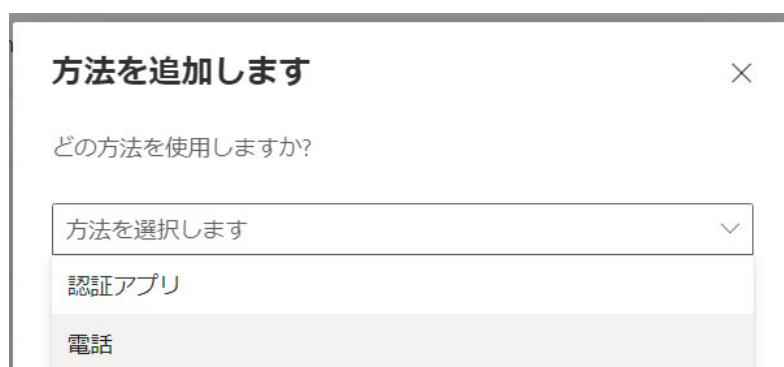 方法を追加します
どの方法を使用しますか?
方法を選択します
認証アプリ
電話